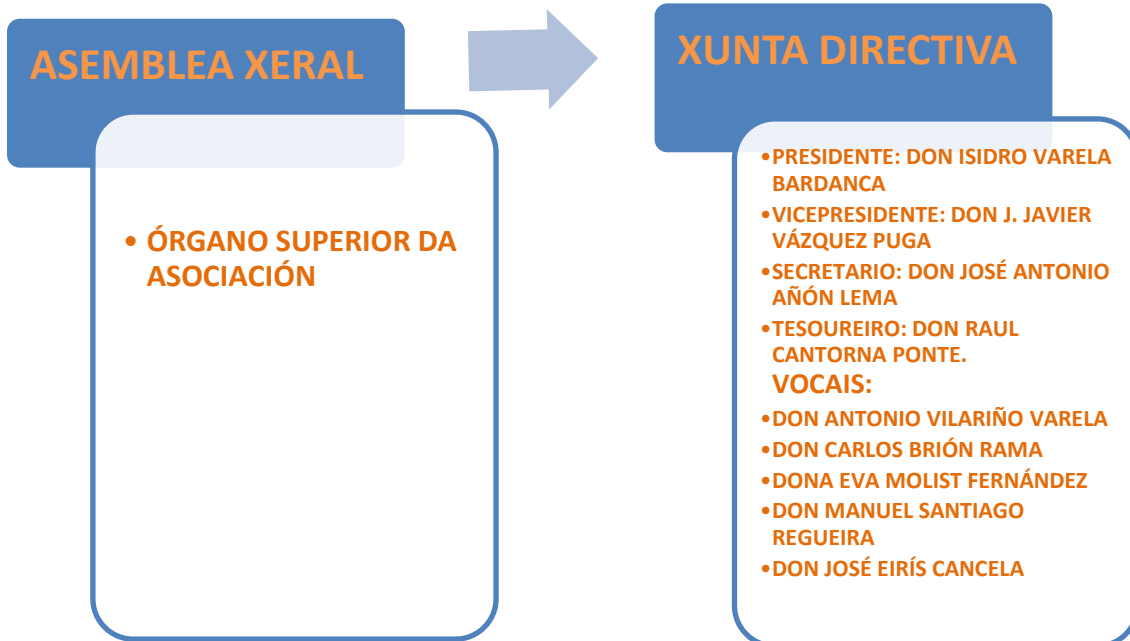 ASEMBLEA XERAL
• ÓRGANO SUPERIOR DA
ASOCIACIÓN
XUNTA DIRECTIVA
•PRESIDENTE: DON ISIDRO VARELA
BARDANCA
•VICEPRESIDENTE: DON J. JAVIER
VÁZQUEZ PUGA
•SECRETARIO: DON JOSÉ ANTONIO
AÑÓN LEMA
•TESOUREIRO: DON RAUL
CANTORNA PONTE.
VOCAIS:
•DON ANTONIO VILARIÑO VARELA
•DON CARLOS BRIÓN RAMA
•DONA EVA MOLIST FERNÁNDEZ
•DON MANUEL SANTIAGO
REGUEIRA
•DON JOSÉ EIRÍS CANCELA